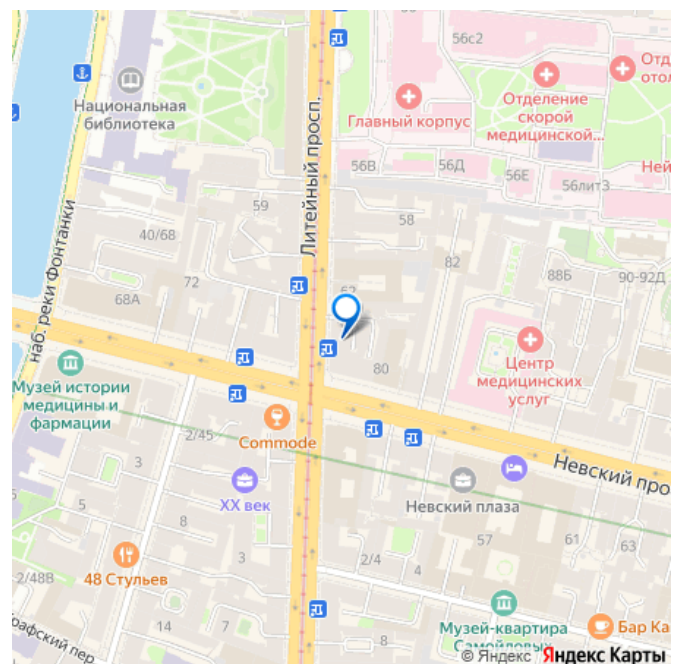 56с2
Отд
отол
Национальная
библиотека
Главный корпус
Отделение
скорой
медицинской...
Литейный просп.
56В
56Д
56Е
56лит3
Ней
59
58
40/68
наб. реки Фонтанки
72
82
88Б
90-92Д
68А
62
Центр
медицинских
услуг
80
Музей истории
медицины и
фармации
Commode
2/45
Невский про
3
5
XX век
Невский плаза
57
61
63
8
3
48 Стульев
2/48В
2/4
4
14
7
Музей-квартира
Самойловых
Бар Ка
афский пер.
© Яндекс Яндекс Карты